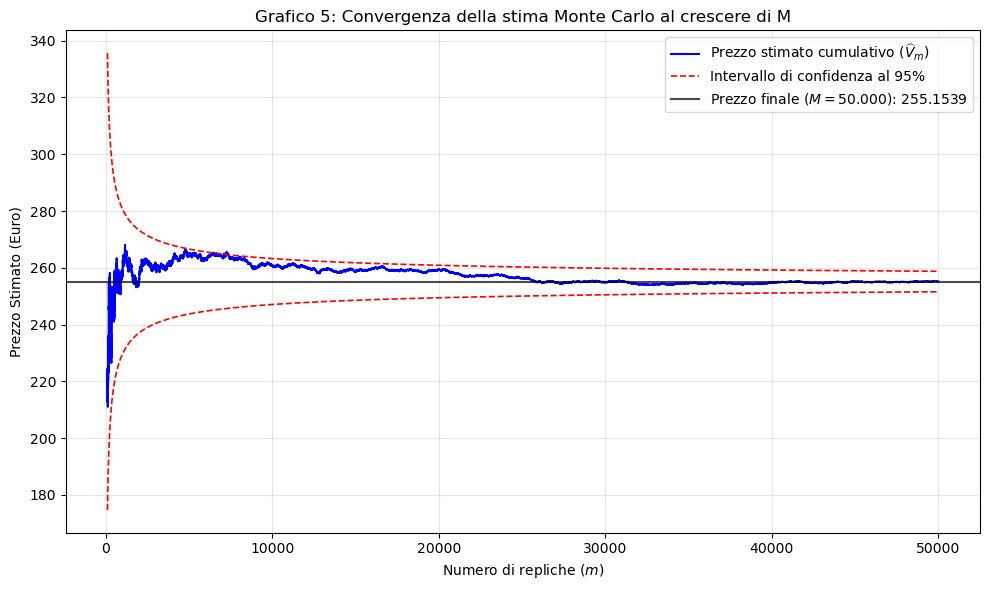 Grafico 5: Convergenza della stima Monte Carlo al crescere di M
Prezzo stimato cumulativo ($\widehat{V}_m$)
Intervallo di confidenza al 95%
Prezzo finale ($M = 50.000$): 255.1539
Prezzo Stimato (Euro)
340
320
300
280
260
240
220
200
180
0
10000
20000
30000
40000
50000
Numero di repliche ($m$)